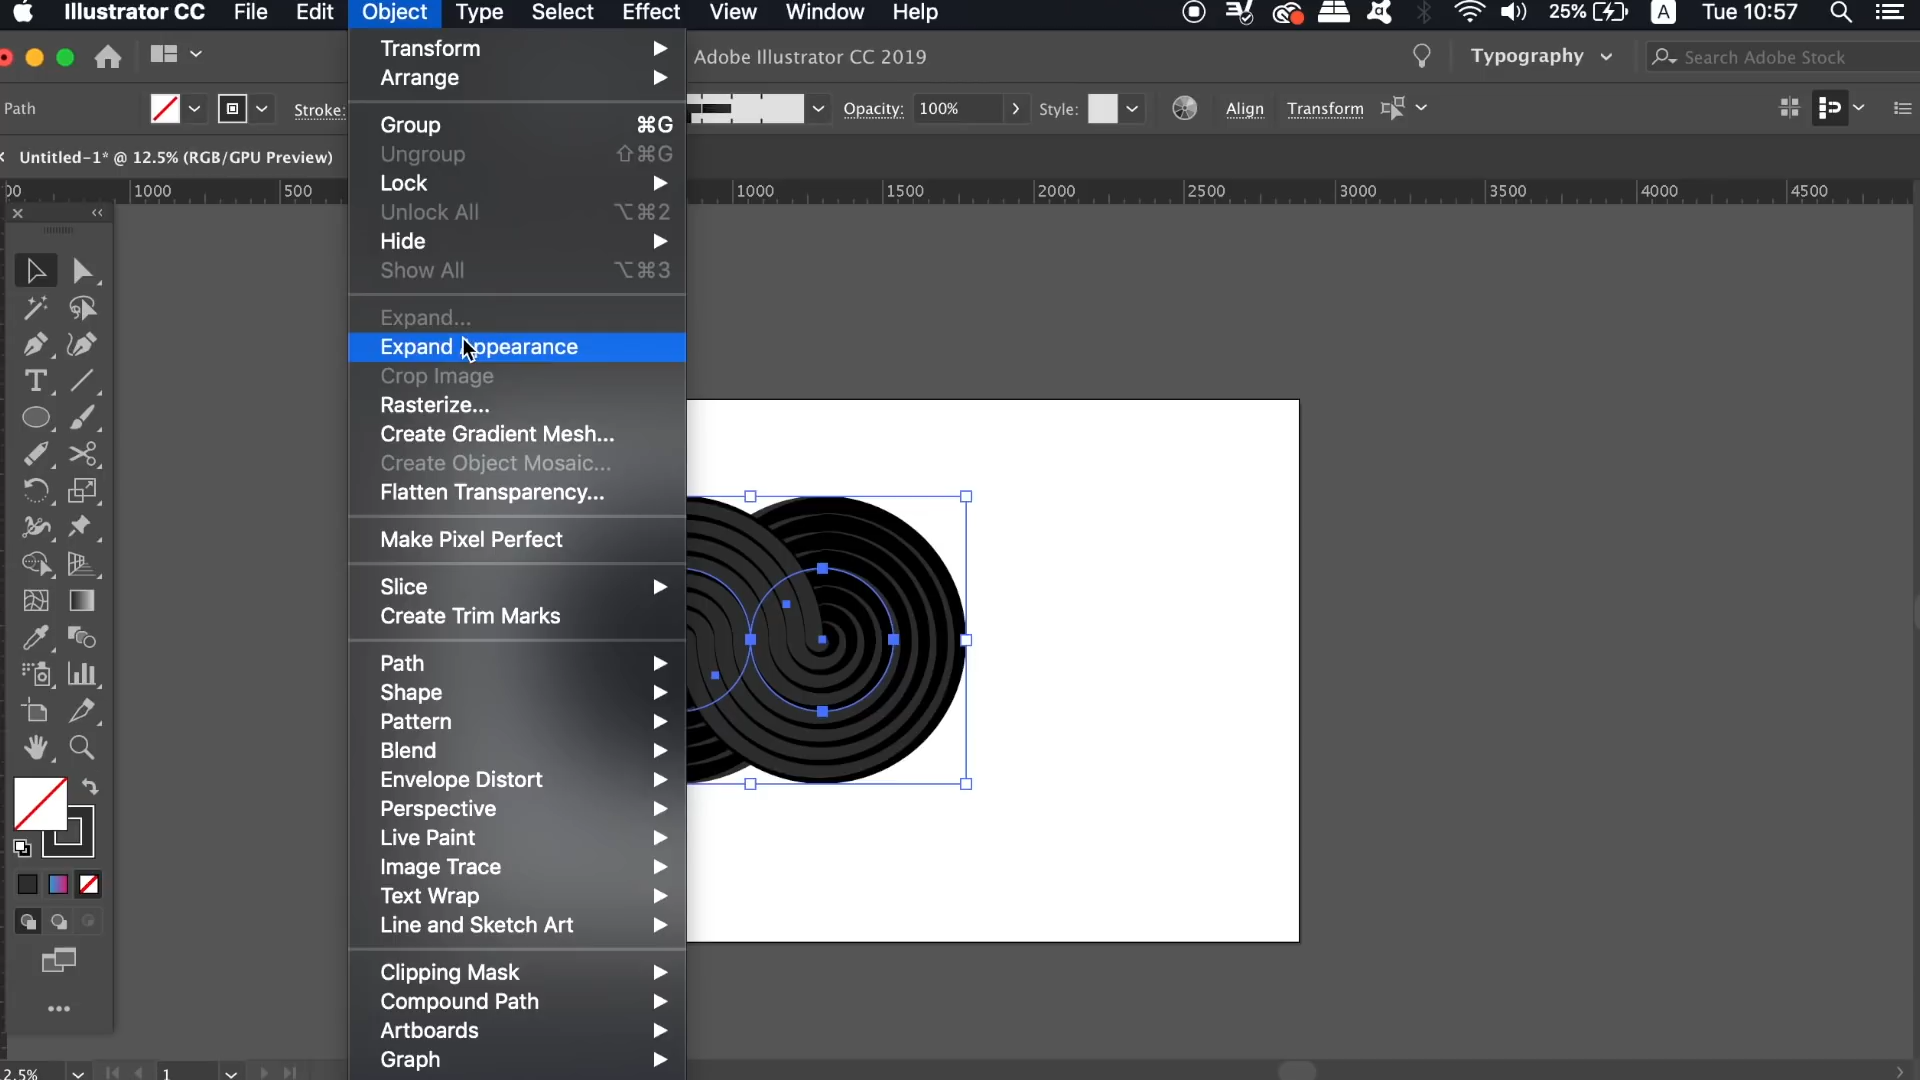 Illustrator CC File Edit Object Type Select Effect View Window Help 25% A Tue 10:57
Adobe Illustrator CC 2019 Typography Search Adobe Stock
Path Stroke: Opacity: 100% Style: Align Transform
Untitled-1* @ 12.5% (RGB/GPU Preview)
00 1000 500 1000 1500 2000 2500 3000 3500 4000 4500
Transform
Arrange
Group ⌘G
Ungroup ⇧⌘G
Lock
Unlock All ⌥⌘2
Hide
Show All ⌥⌘3
Expand...
Expand Appearance
Crop Image
Rasterize...
Create Gradient Mesh...
Create Object Mosaic...
Flatten Transparency...
Make Pixel Perfect
Slice
Create Trim Marks
Path
Shape
Pattern
Blend
Envelope Distort
Perspective
Live Paint
Image Trace
Text Wrap
Line and Sketch Art
Clipping Mask
Compound Path
Artboards
Graph
2.5% 1